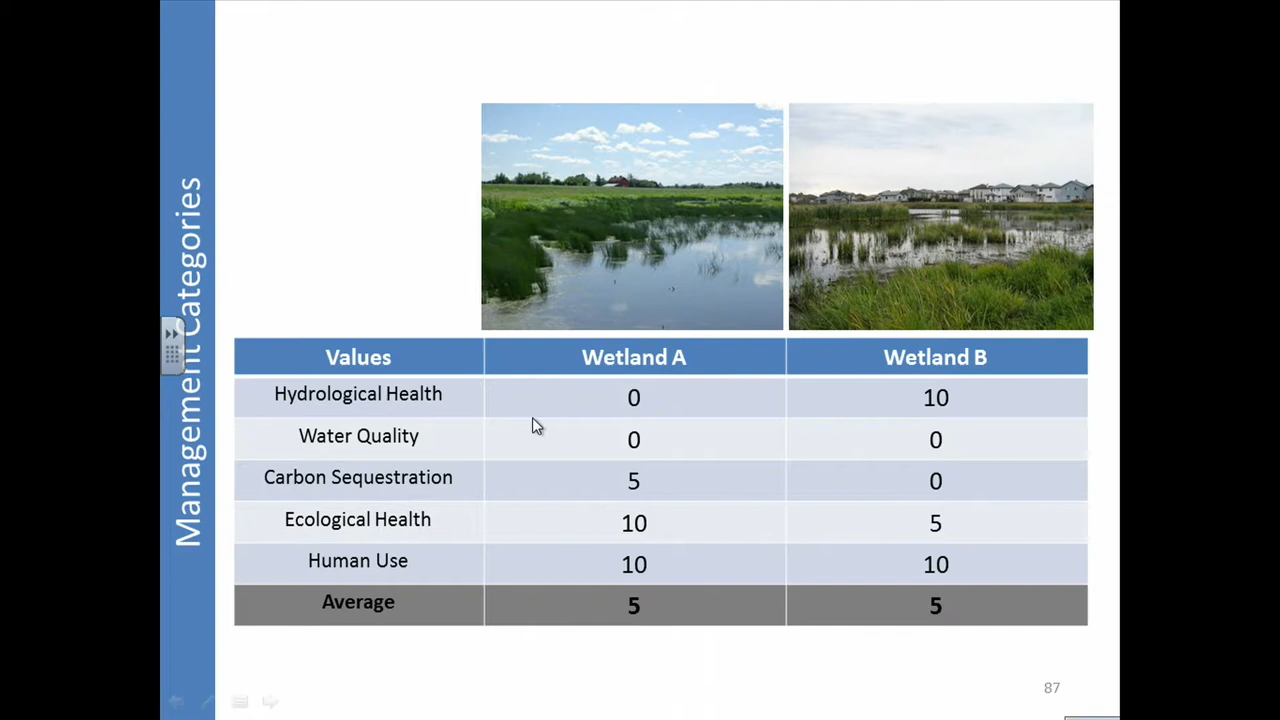 Management Categories
Values Wetland A Wetland B
Hydrological Health 0 10
Water Quality 0 0
Carbon Sequestration 5 0
Ecological Health 10 5
Human Use 10 10
Average 5 5
87